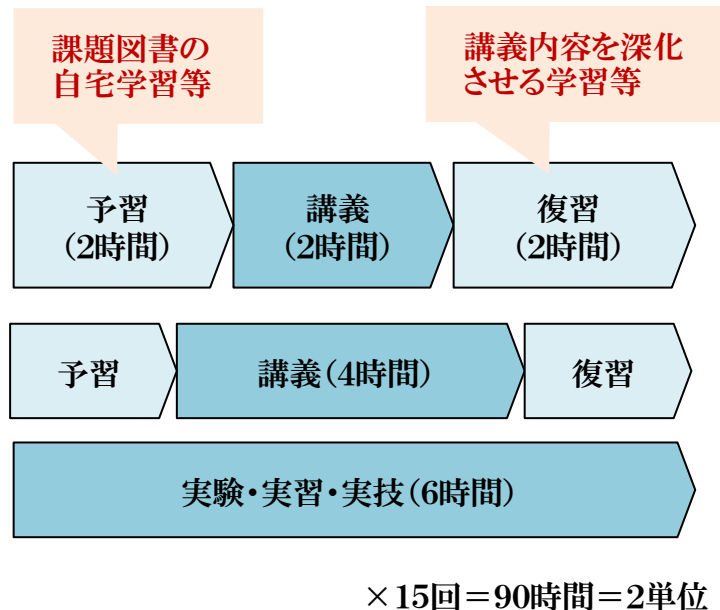 課題図書の
自宅学習等
講義内容を深化
させる学習等
予習
(2時間)
講義
(2時間)
復習
(2時間)
予習
講義(4時間)
復習
実験・実習・実技(6時間)
×15回=90時間=2単位